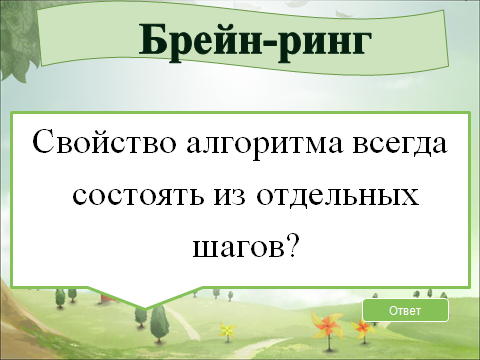 Брейн-ринг
Свойство алгоритма всегда
состоять из отдельных
шагов?
Ответ